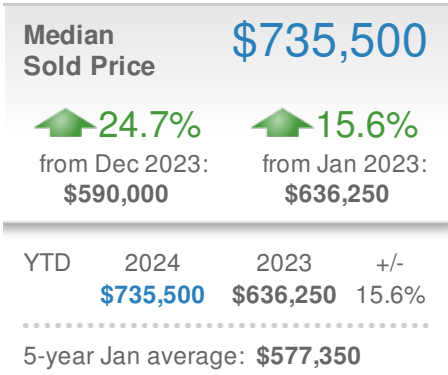 Median $735,500
Sold Price
24.7% 15.6%
from Dec 2023: from Jan 2023:
$590,000 $636,250
YTD 2024 2023 +/-
$735,500 $636,250 15.6%
5-year Jan average: $577,350